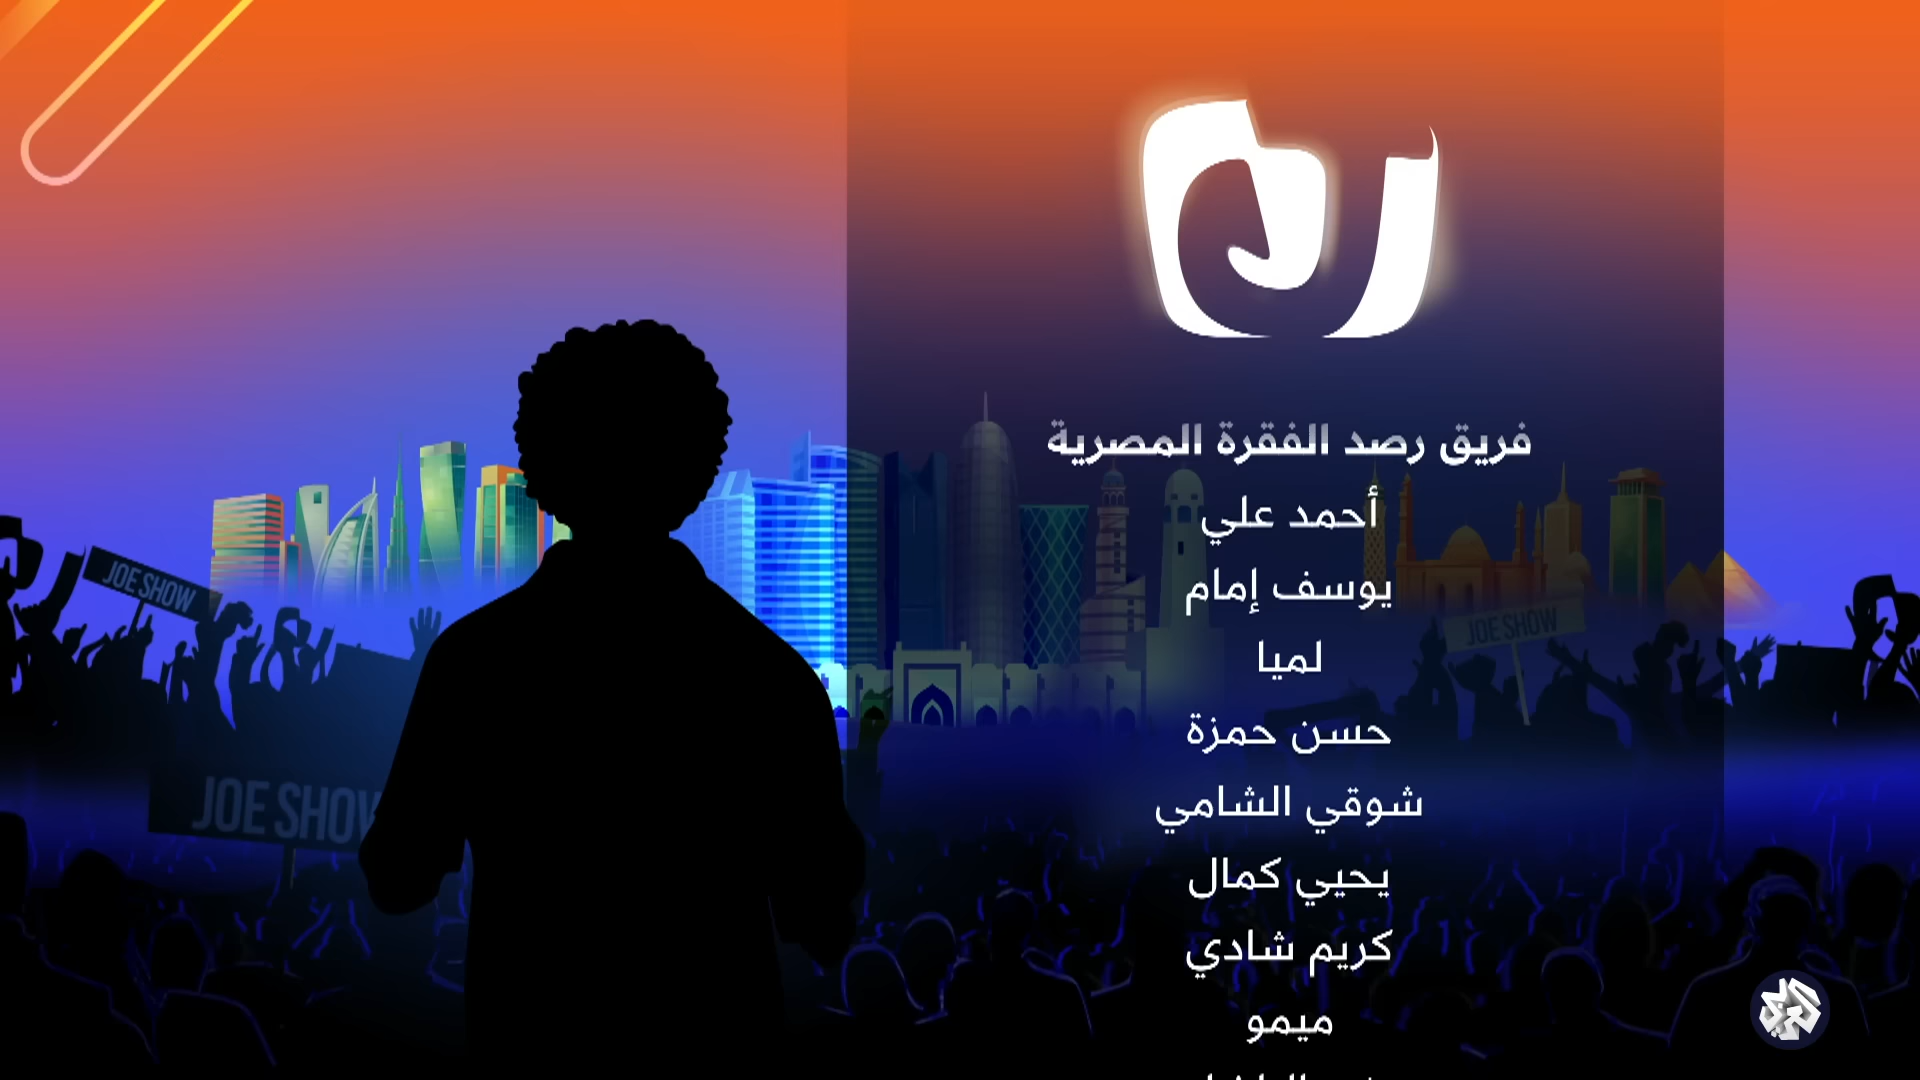 فريق رصد الفقرة المصرية
أحمد علي
يوسف إمام
لميا
حسن حمزة
شوقي الشامي
يحيي كمال
كريم شادي
ميمو
JOE SHOW
JOE SHOW
JOE SHOW